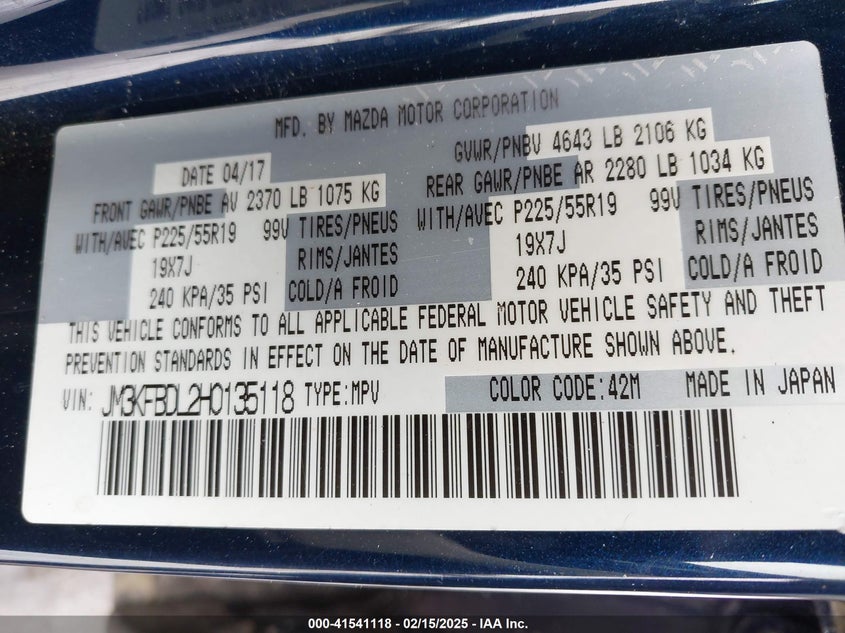 MFD. BY MAZDA MOTOR CORPORATION
DATE 04/17 GVWR/PNBV 4643 LB 2106 KG
FRONT GAWR/PNBE AV 2370 LB 1075 KG REAR GAWR/PNBE AR 2280 LB 1034 KG
WITH/AVEC P225/55R19 99V TIRES/PNEUS WITH/AVEC P225/55R19 99V TIRES/PNEUS
19X7J RIMS/JANTES 19X7J RIMS/JANTES
240 KPA/35 PSI COLD/A FROID 240 KPA/35 PSI COLD/A FROID
THIS VEHICLE CONFORMS TO ALL APPLICABLE FEDERAL MOTOR VEHICLE SAFETY AND THEFT
PREVENTION STANDARDS IN EFFECT ON THE DATE OF MANUFACTURE SHOWN ABOVE.
VIN: JM3KFBDL2H0135118 TYPE:MPV COLOR CODE:42M MADE IN JAPAN
000-41541118 - 02/15/2025 - IAA Inc.